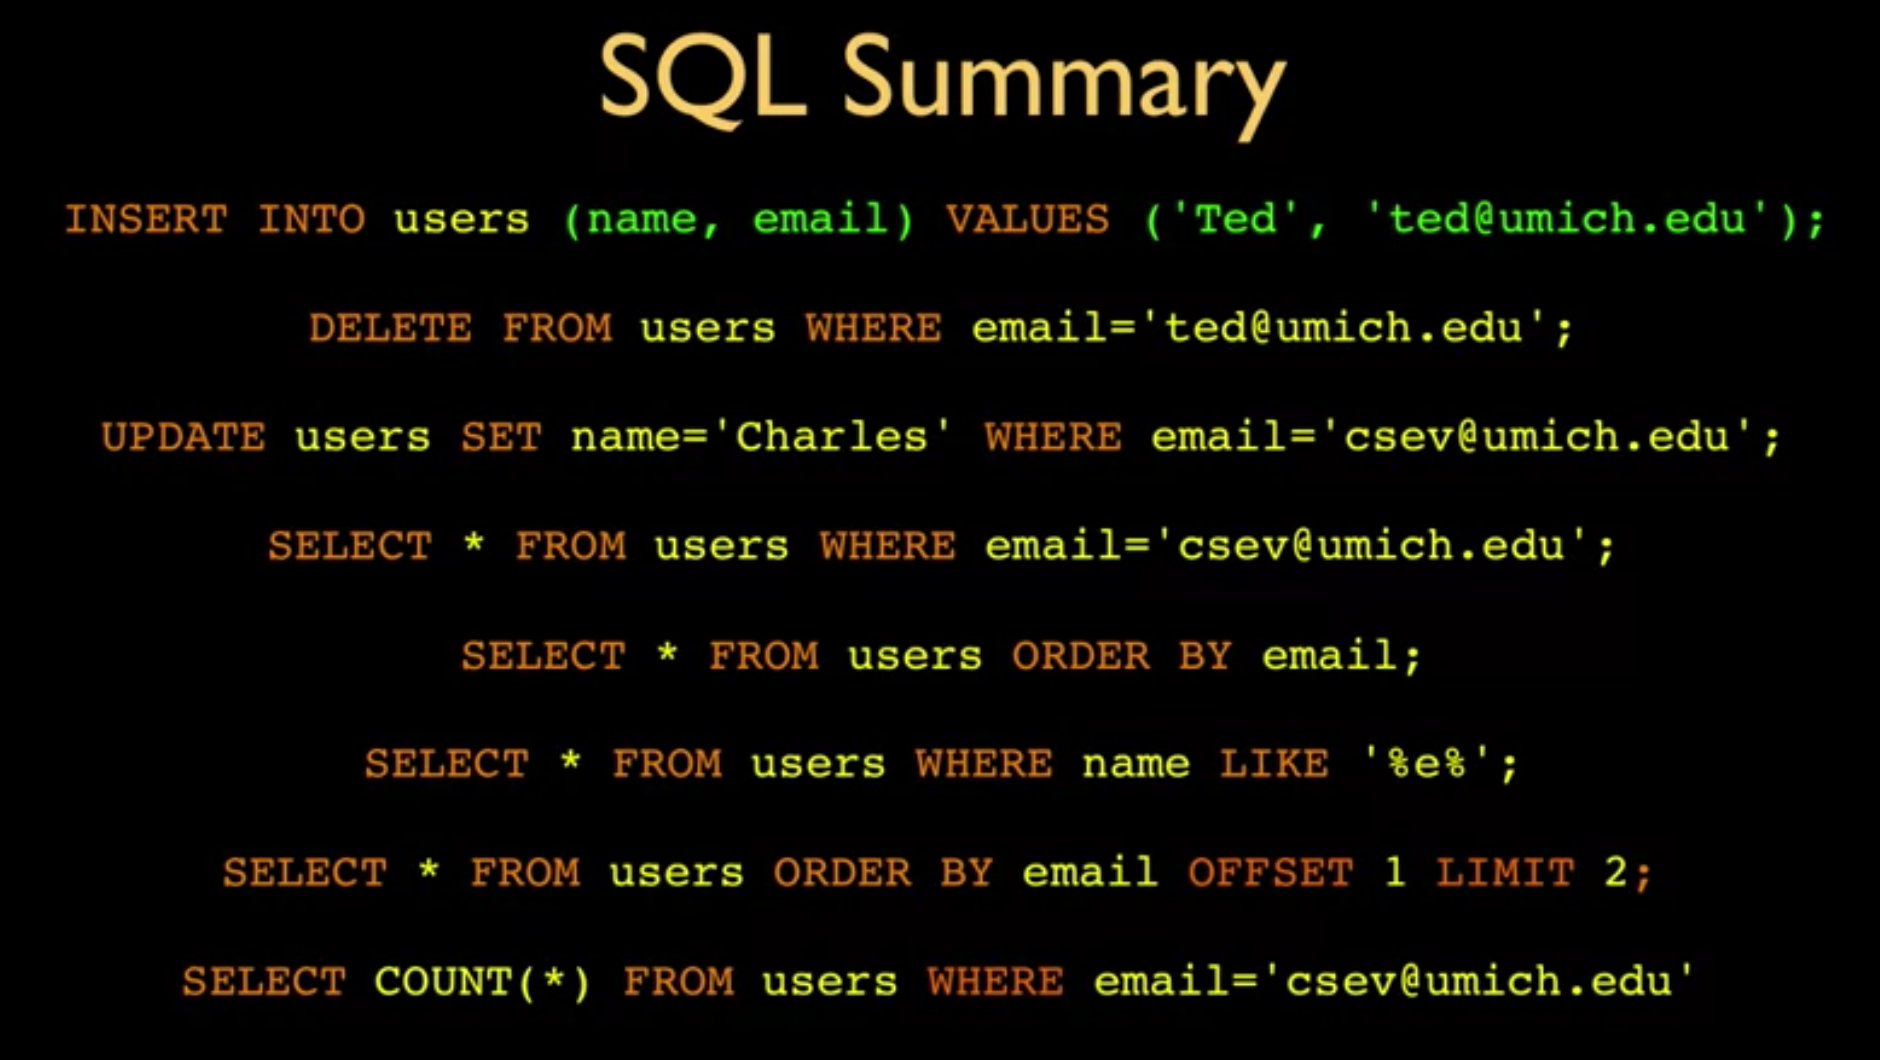 SQL Summary
INSERT INTO users (name, email) VALUES ('Ted', 'ted@umich.edu');
DELETE FROM users WHERE email='ted@umich.edu';
UPDATE users SET name='Charles' WHERE email='csev@umich.edu';
SELECT * FROM users WHERE email='csev@umich.edu';
SELECT * FROM users ORDER BY email;
SELECT * FROM users WHERE name LIKE '%e%';
SELECT * FROM users ORDER BY email OFFSET 1 LIMIT 2;
SELECT COUNT(*) FROM users WHERE email='csev@umich.edu'